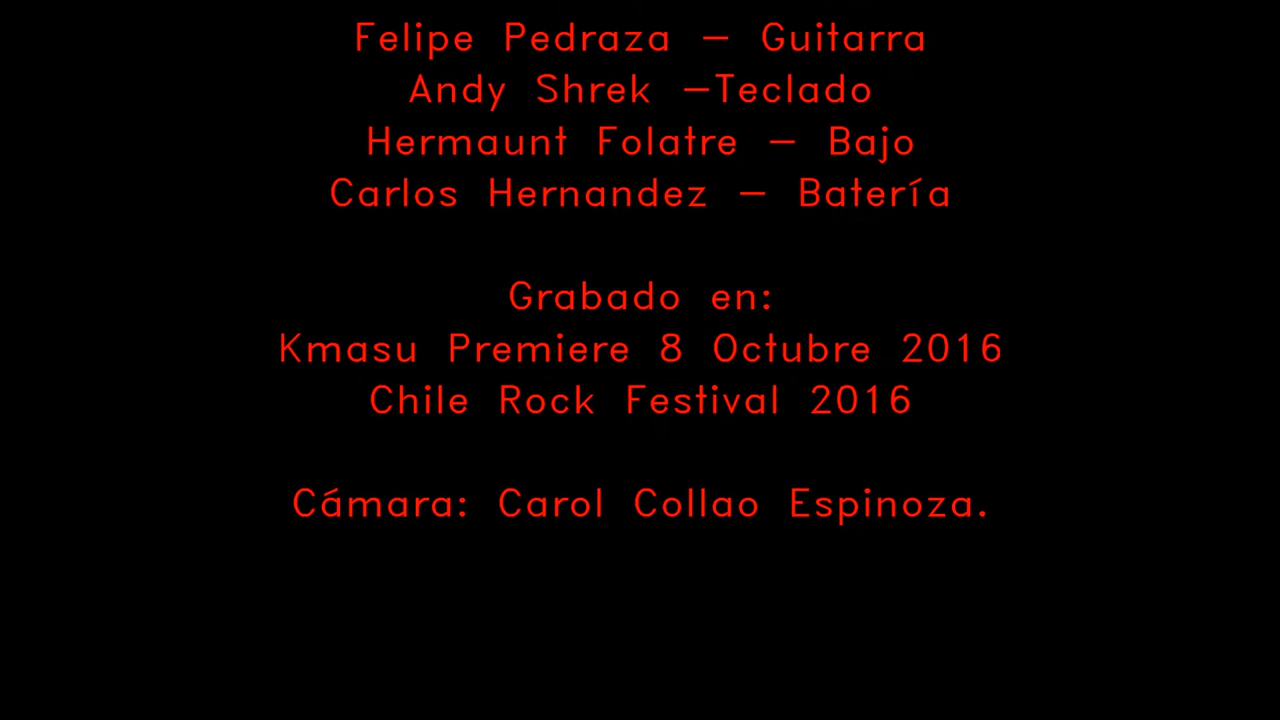 Felipe Pedraza – Guitarra
Andy Shrek –Teclado
Hermaunt Folatre – Bajo
Carlos Hernandez – Batería
Grabado en:
Kmasu Premiere 8 Octubre 2016
Chile Rock Festival 2016
Cámara: Carol Collao Espinoza.